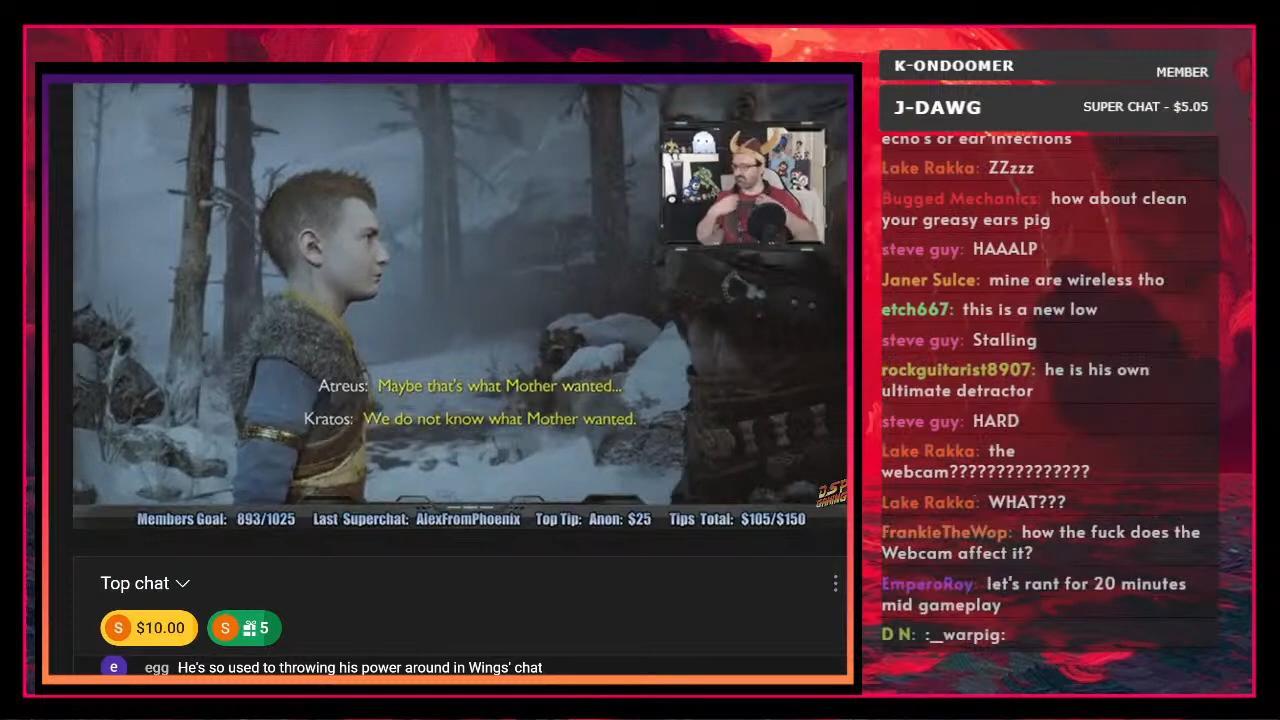 Atreus: Maybe that's what Mother wanted...
Kratos: We do not know what Mother wanted.
DSP
GAMING
Members Goal: 893/1025 Last Superchat: AlexFromPhoenix Top Tip: Anon: $25 Tips Total: $105/$150
Top chat
S $10.00 S 5
e egg He's so used to throwing his power around in Wings' chat
K-ONDOOMER MEMBER
J-DAWG SUPER CHAT - $5.05
echo's or ear infections
Lake Rakka: ZZzzz
Bugged Mechanics: how about clean
your greasy ears pig
steve guy: HAAALP
Janer Sulce: mine are wireless tho
etch667: this is a new low
steve guy: Stalling
rockguitarist8907: he is his own
ultimate detractor
steve guy: HARD
Lake Rakka: the
webcam???????????????
Lake Rakka: WHAT???
FrankieTheWop: how the fuck does the
Webcam affect it?
EmperoRoy: let's rant for 20 minutes
mid gameplay
D N: :_warpig: